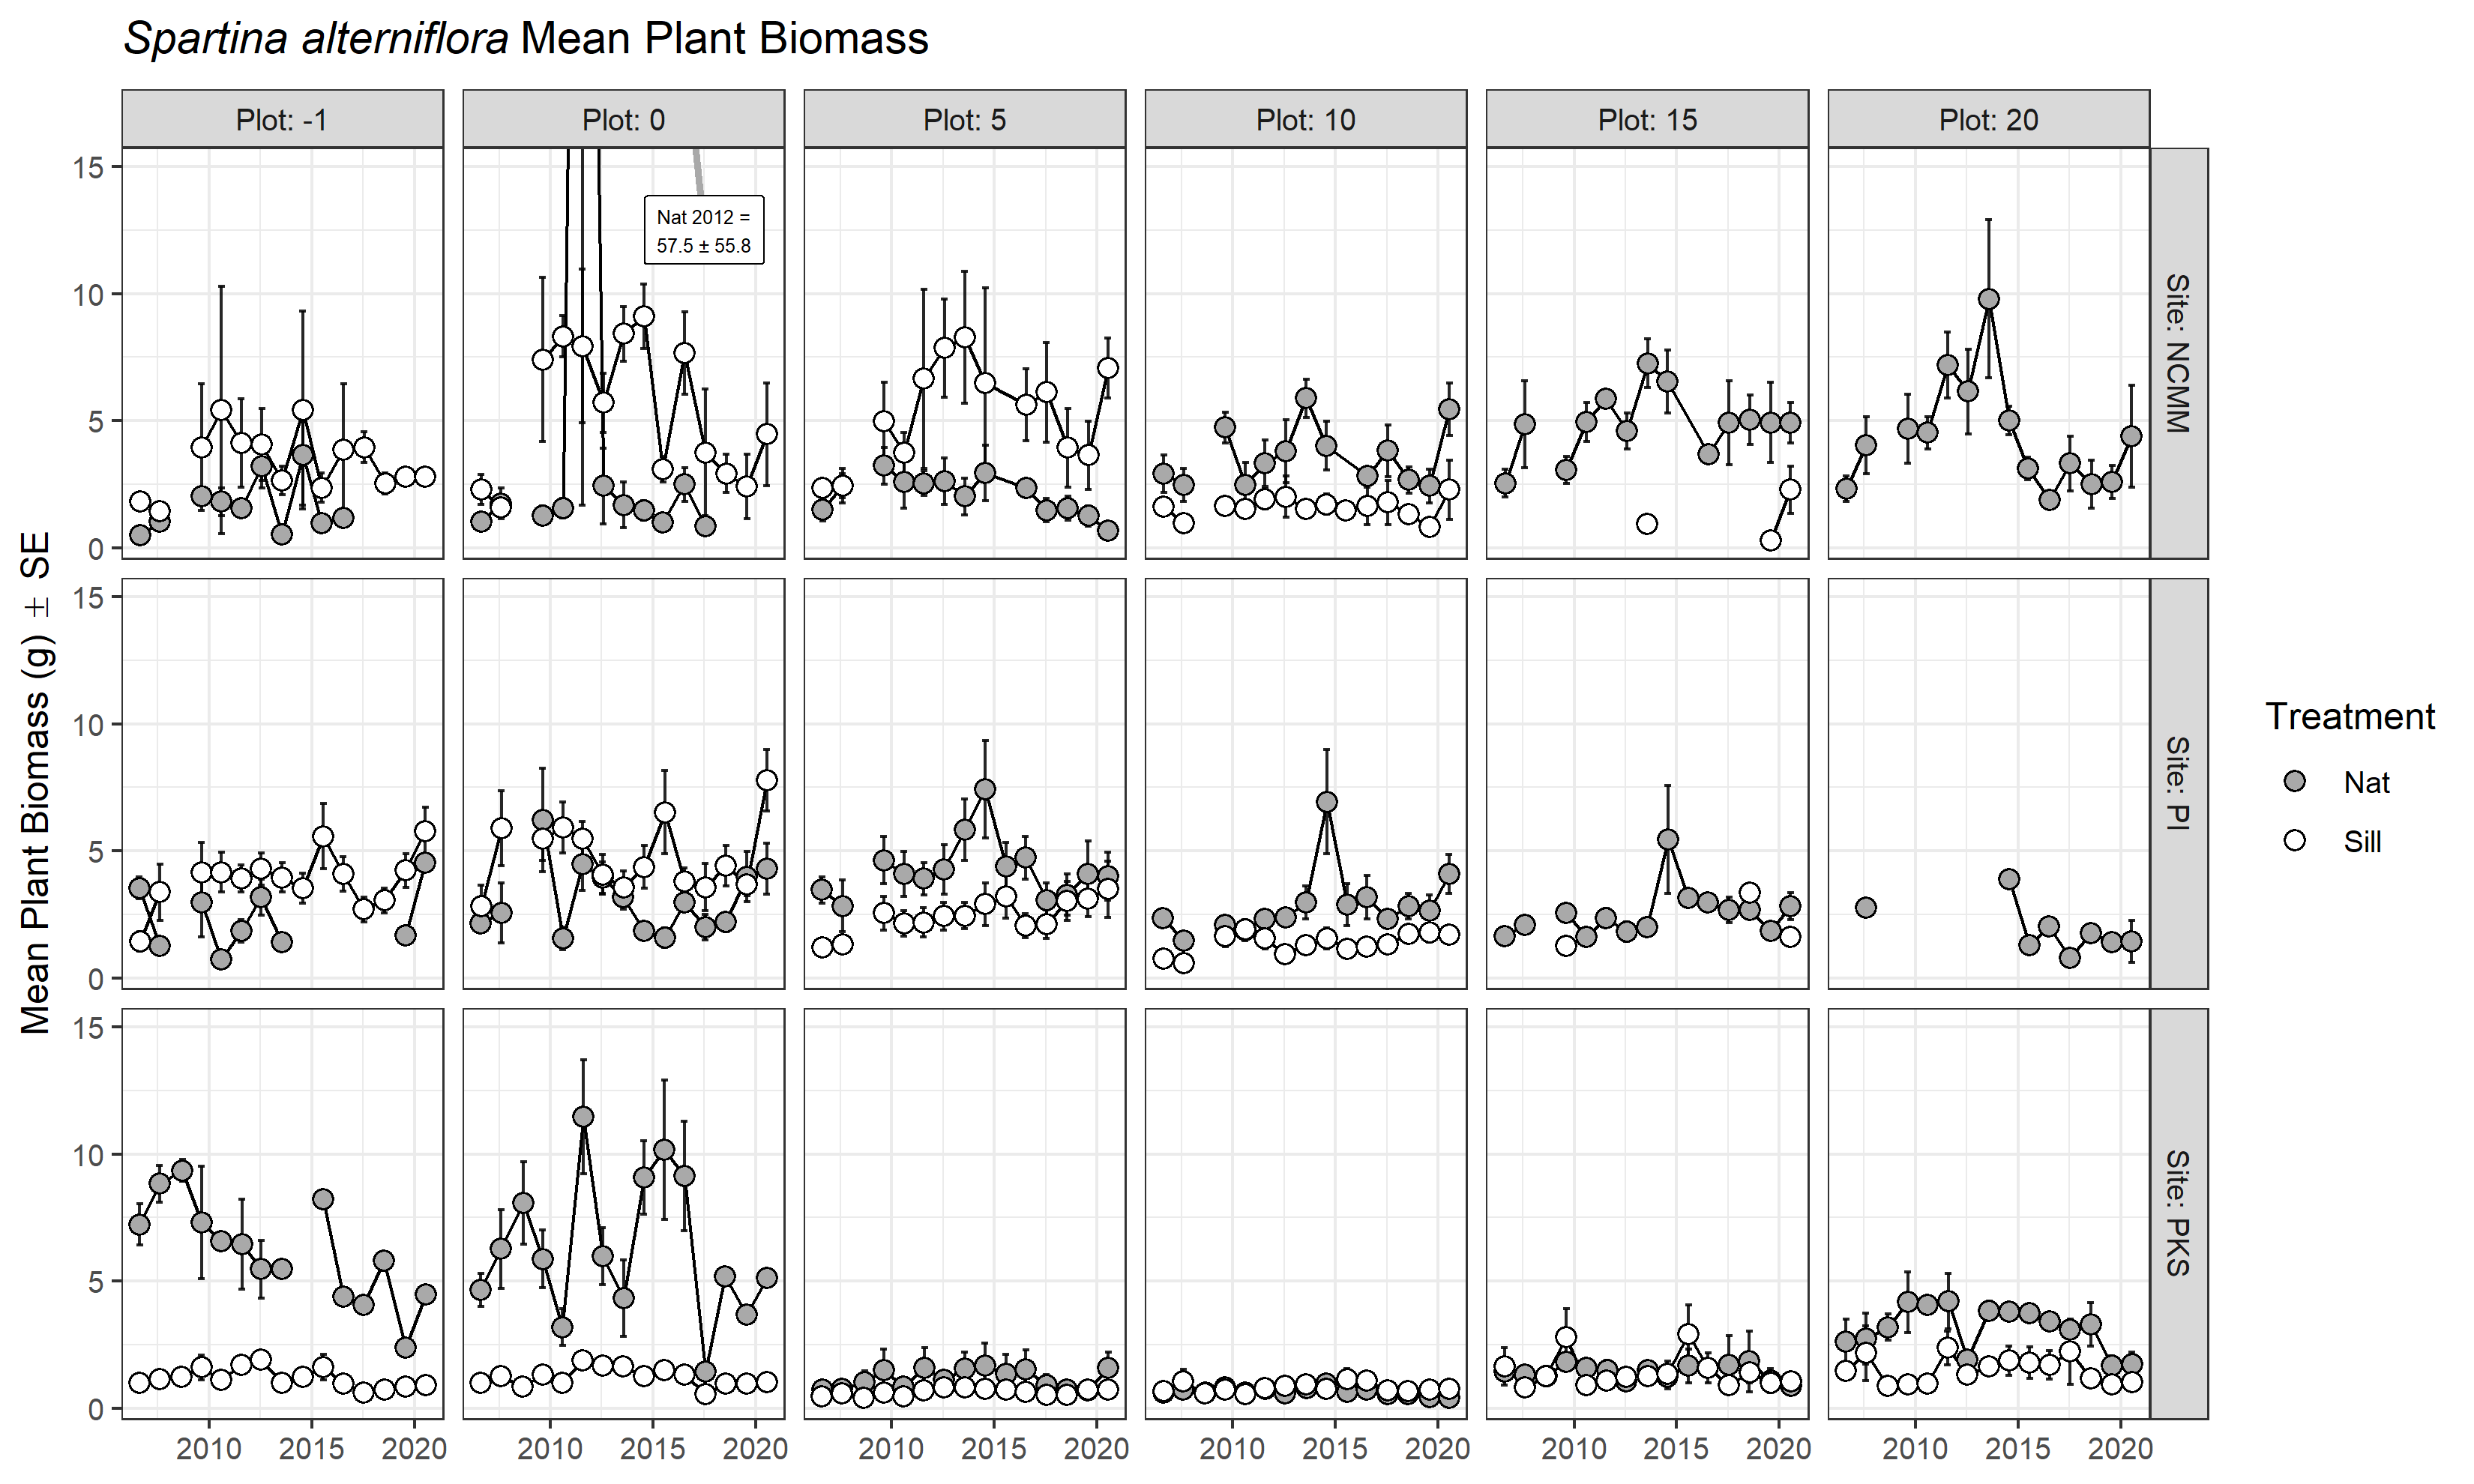 Spartina alterniflora Mean Plant Biomass
Plot: -1
Plot: 0
Plot: 5
Plot: 10
Plot: 15
Plot: 20
15
10
5
0
Nat 2012 =
57.5 ± 55.8
Site: NCMM
Mean Plant Biomass (g) ± SE
15
10
5
0
Site: PI
15
10
5
0
Site: PKS
2010 2015 2020
2010 2015 2020
2010 2015 2020
2010 2015 2020
2010 2015 2020
2010 2015 2020
Treatment
Nat
Sill